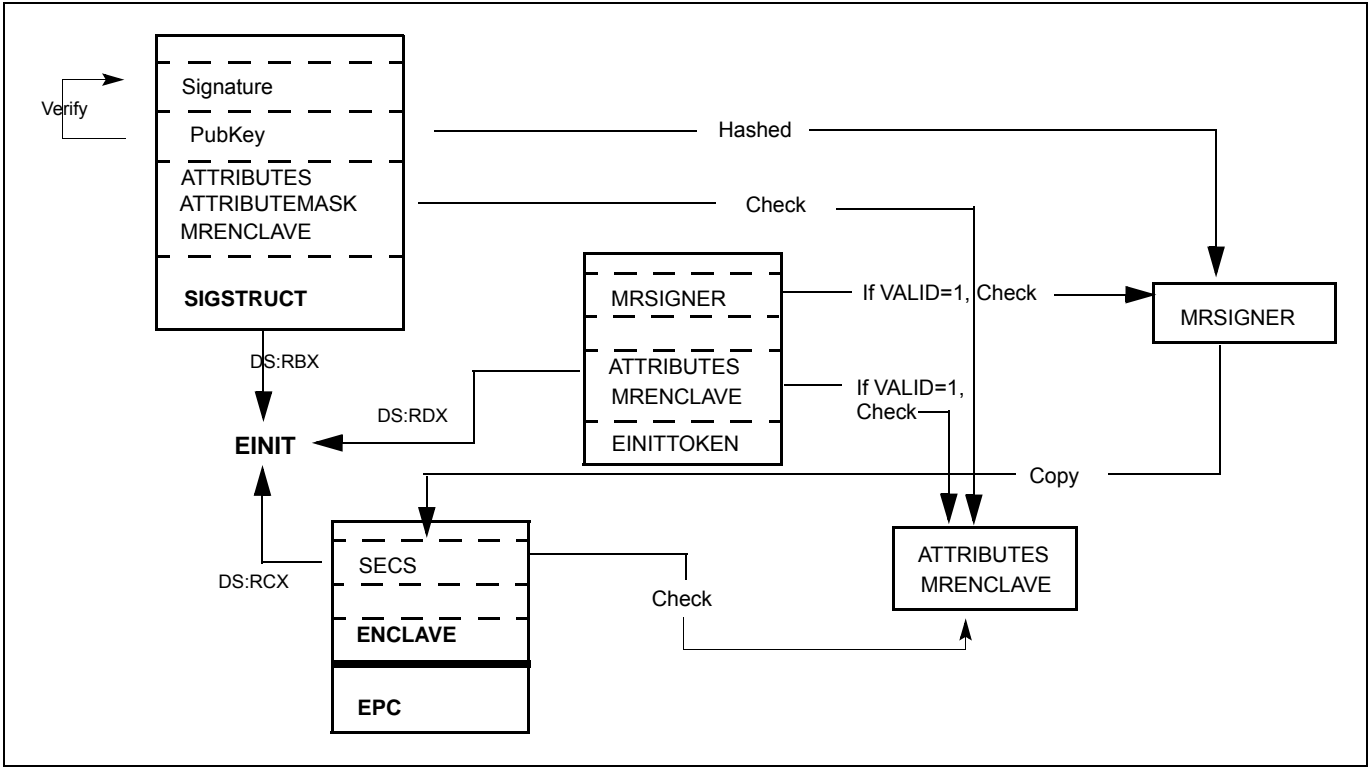 Signature
Verify
PubKey
Hashed
ATTRIBUTES
ATTRIBUTEMASK
MRENCLAVE
Check
SIGSTRUCT
MRSIGNER
If VALID=1, Check
MRSIGNER
DS:RBX
ATTRIBUTES
MRENCLAVE
If VALID=1,
Check
DS:RDX
EINIT
EINITTOKEN
Copy
SECS
DS:RCX
ATTRIBUTES
MRENCLAVE
Check
ENCLAVE
EPC